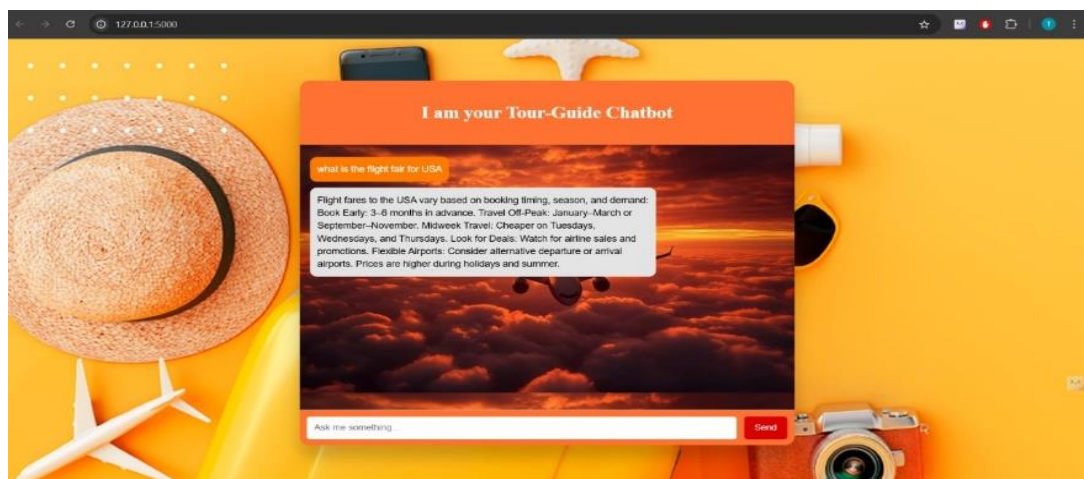 127.0.0.1:5000
I am your Tour-Guide Chatbot
what is the flight fair for USA
Flight fares to the USA vary based on booking timing, season, and demand:
Book Early: 3–6 months in advance. Travel Off-Peak: January–March or
September–November. Midweek Travel: Cheaper on Tuesdays,
Wednesdays, and Thursdays. Look for Deals: Watch for airline sales and
promotions. Flexible Airports: Consider alternative departure or arrival
airports. Prices are higher during holidays and summer.
Ask me something...
Send